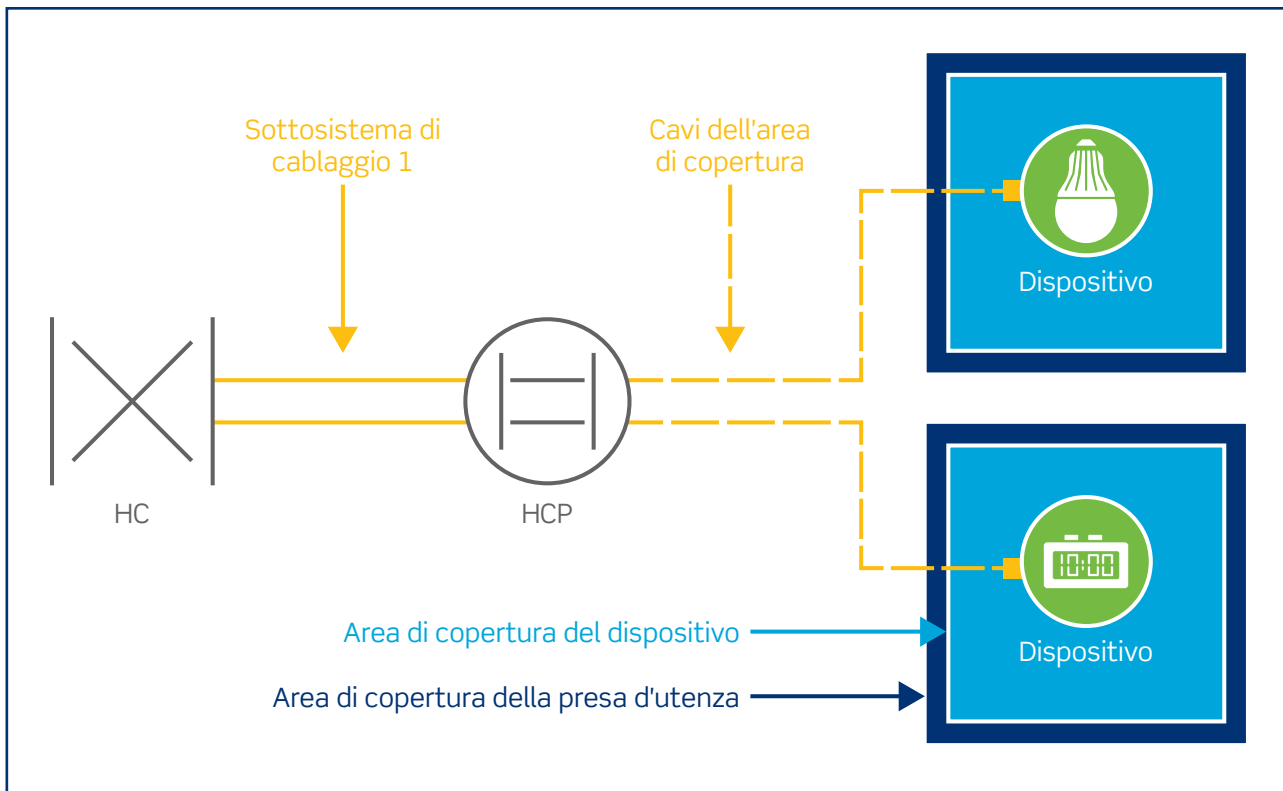 Sottosistema di
cablaggio 1
Cavi dell'area
di copertura
Dispositivo
HC
HCP
10:00
Dispositivo
Area di copertura del dispositivo
Area di copertura della presa d'utenza